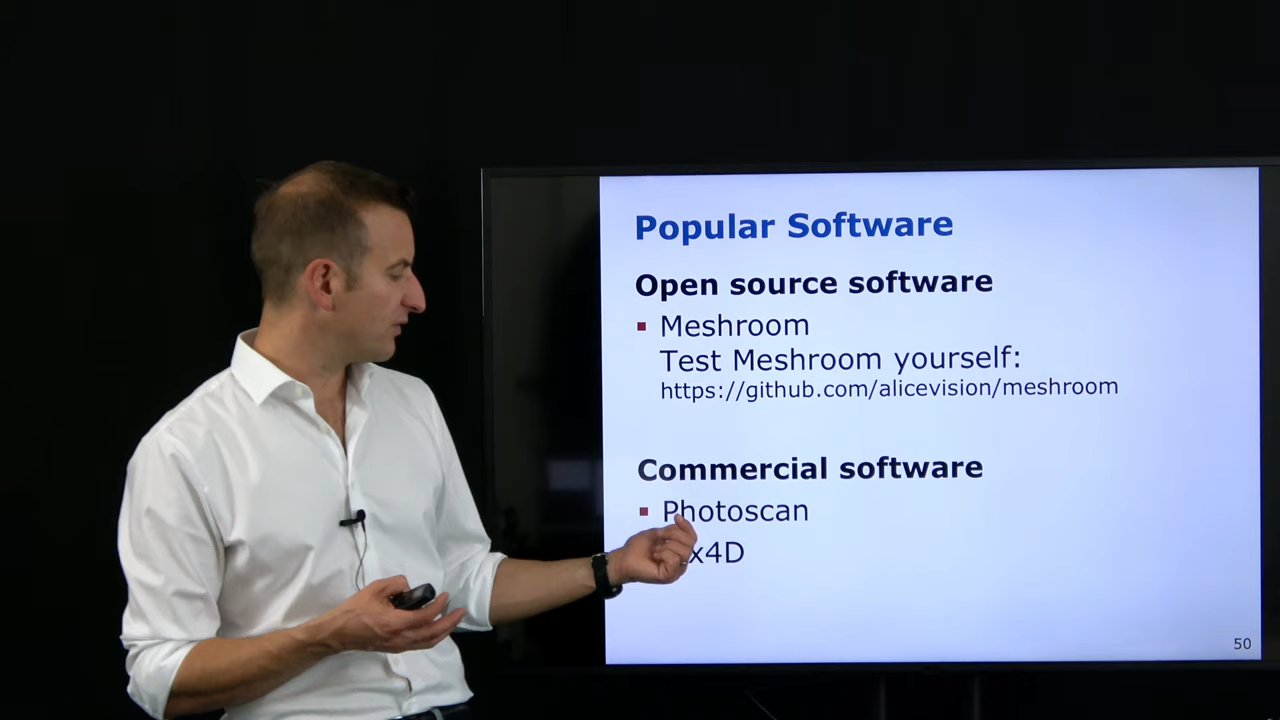 Popular Software
Open source software
Meshroom
Test Meshroom yourself:
https://github.com/alicevision/meshroom
Commercial software
Photoscan
x4D
50